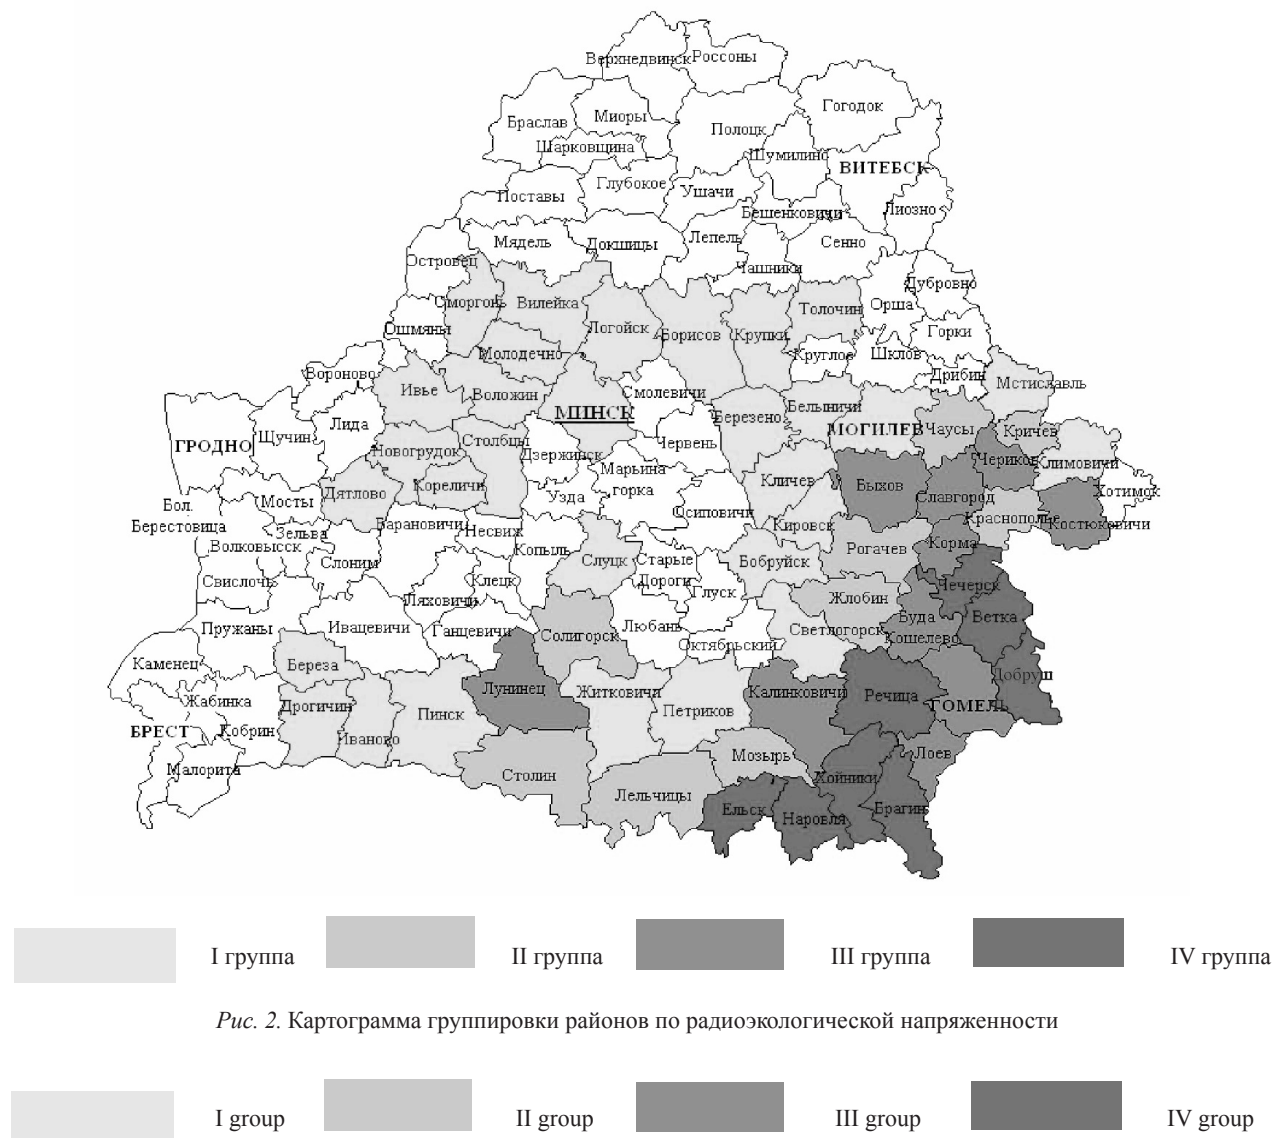 Верхнедвинск
Россоны
Браслав
Миоры
Гогодок
Полоцк
Шарковщина
Шумилино
ВИТЕБСК
Поставы
Глубокое
Ушачи
Бешенковичи
Лиозно
Мядель
Докшицы
Лепель
Сенно
Островец
Чашники
Дубровно
Сморгонь
Вилейка
Логойск
Борисов
Крупки
Толочин
Орша
Ошмяны
Горки
Молодечно
Круглое
Шклов
Вороново
Дрибин
Мстиславль
Ивье
Воложин
Смолевичи
МИНСК
Березено
Белыничи
МОГИЛЕВ
Чаусы
Кричев
ГРОДНО
Щучин
Лида
Столбцы
Червень
Новогрудок
Дзержинск
Чериков
Климовичи
Марьина
горка
Дятлово
Кореличи
Кличев
Быхов
Славгород
Хотимск
Бол.
Берестовица
Мосты
Узда
Осиповичи
Краснополье
Костюковичи
Барановичи
Несвиж
Кировск
Зельва
Волковысск
Копыль
Рогачев
Корма
Слоним
Слуцк
Старые
Дороги
Бобруйск
Свислочь
Клецк
Глуск
Жлобин
Чечерск
Ляховичи
Буда
Кошелево
Ветка
Пружаны
Ивацевичи
Ганцевичи
Солигорск
Любань
Светлогорск
Октябрьский
Каменец
Береза
Добруш
Жабинка
Дрогичин
Лунинец
Житковичи
Калинковичи
Речица
ГОМЕЛЬ
Пинск
Петриков
БРЕСТ
Кобрин
Иваново
Мозырь
Лоев
Малорита
Столин
Хойники
Лельчицы
Ельск
Наровля
Брагин
I группа
II группа
III группа
IV группа
Рис. 2. Картограмма группировки районов по радиоэкологической напряженности
I group
II group
III group
IV group